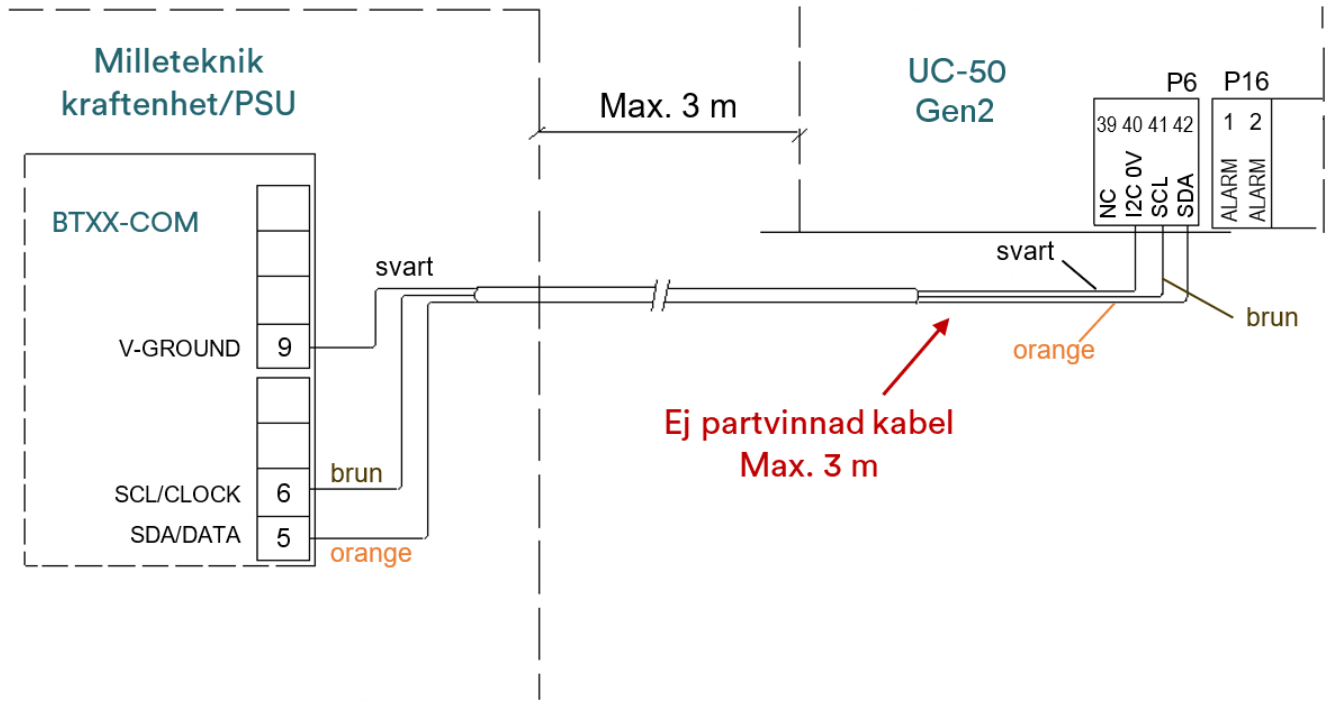 Milleteknik
kraftenhet/PSU
Max. 3 m
UC-50
Gen2
P6 P16
39 40 41 42
1 2
NC
I2C 0V
SCL
SDA
ALARM
ALARM
BTXX-COM
svart
svart
V-GROUND 9
brun
orange
Ej partvinnad kabel
Max. 3 m
brun
SCL/CLOCK 6
SDA/DATA 5
orange